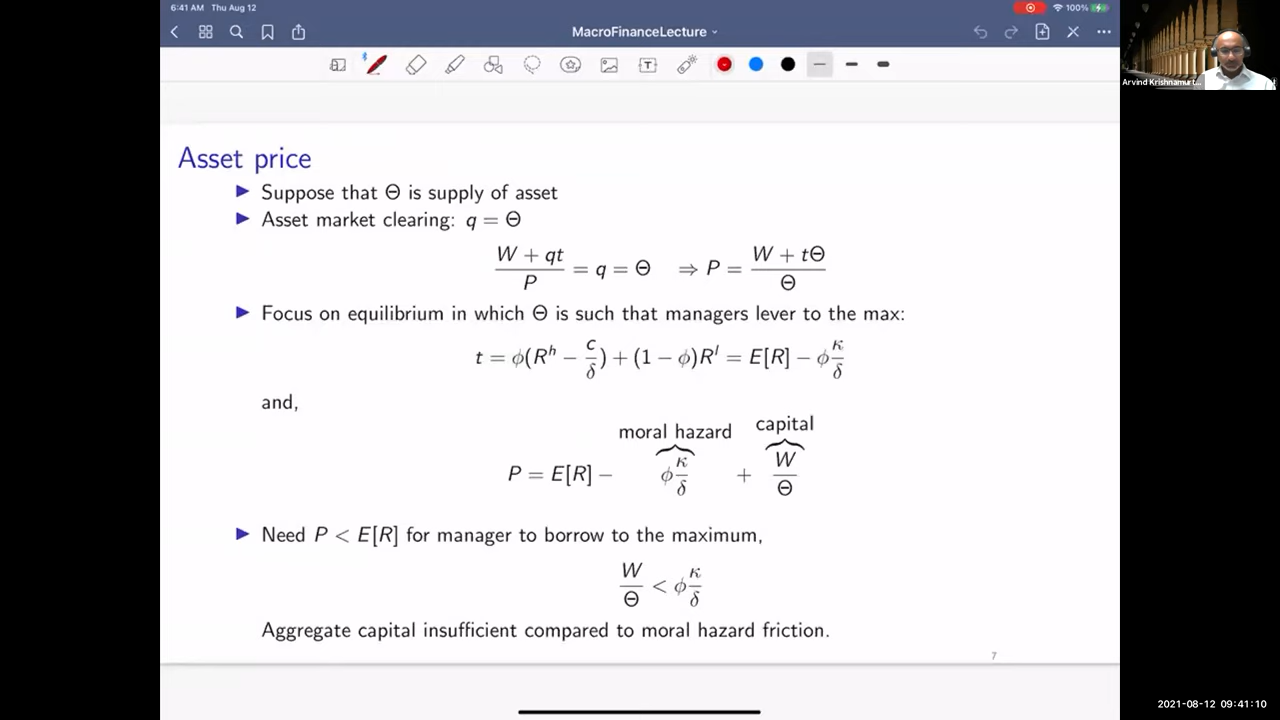 6:41 AM Thu Aug 12
100%
MacroFinanceLecture
T
Arvind Krishnamurt...
Asset price
▶ Suppose that Θ is supply of asset
▶ Asset market clearing: q = Θ
(W + qt)/P = q = Θ ⇒ P = (W + tΘ)/Θ
▶ Focus on equilibrium in which Θ is such that managers lever to the max:
t = ϕ(R^h − c/δ) + (1 − ϕ)R^l = E[R] − ϕ κ/δ
and,
moral hazard capital
P = E[R] − ϕ κ/δ + W/Θ
▶ Need P < E[R] for manager to borrow to the maximum,
W/Θ < ϕ κ/δ
Aggregate capital insufficient compared to moral hazard friction.
7
2021-08-12 09:41:10